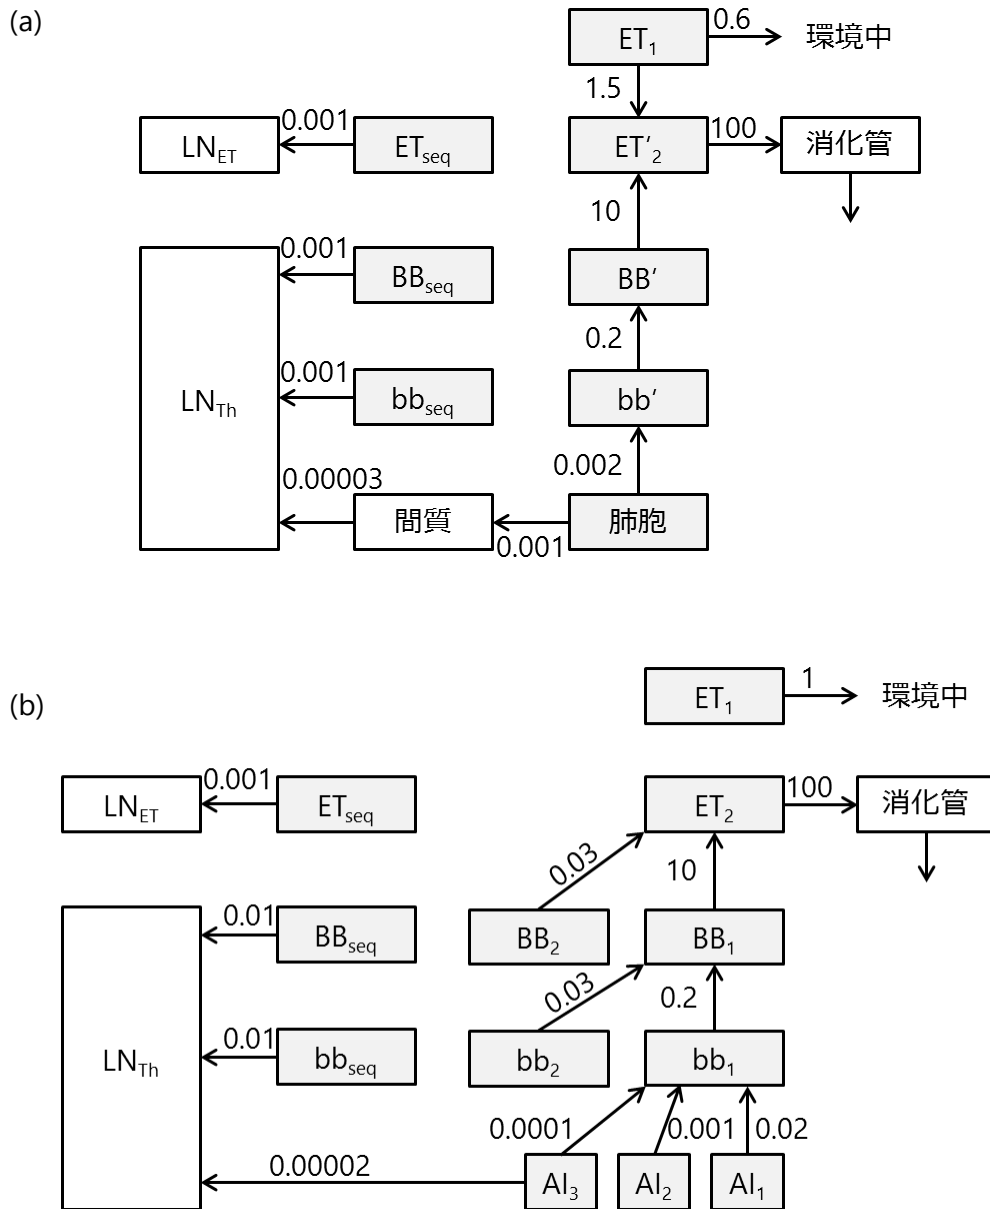 (a)
ET1 0.6 環境中
1.5
LNET 0.001 ETseq ET′2 100 消化管
10
0.001
BBseq BB′
0.2
LNTh 0.001 bbseq bb′
0.00003 0.002
間質 0.001 肺胞
(b)
ET1 1 環境中
LNET 0.001 ETseq ET2 100 消化管
0.03 10
0.01 BBseq BB2 BB1
0.03 0.2
LNTh 0.01 bbseq bb2 bb1
0.0001 0.001 0.02
0.00002 AI3 AI2 AI1